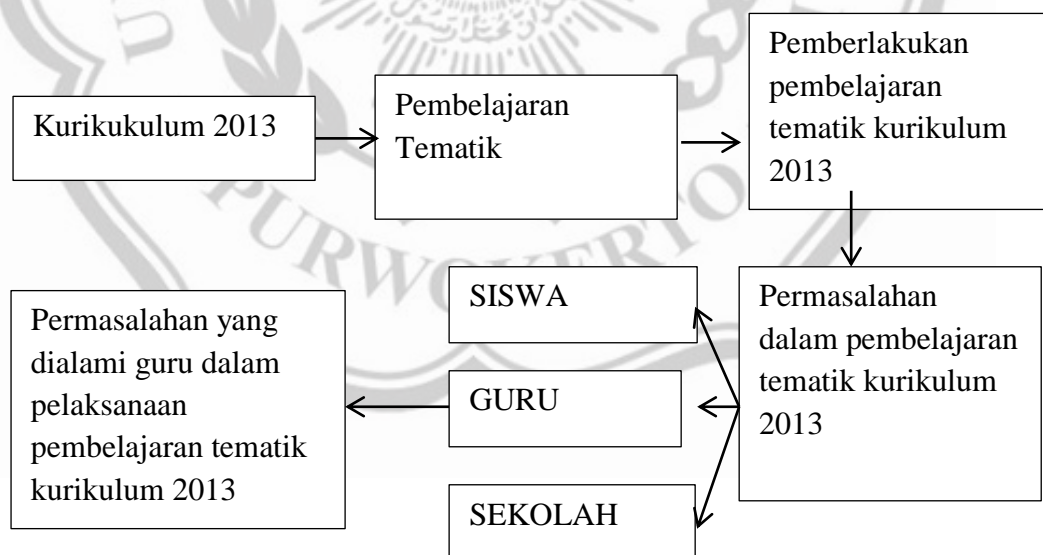 Kurikukulum 2013
Pembelajaran
Tematik
Pemberlakukan
pembelajaran
tematik kurikulum
2013
Permasalahan
dalam pembelajaran
tematik kurikulum
2013
SISWA
GURU
SEKOLAH
Permasalahan yang
dialami guru dalam
pelaksanaan
pembelajaran tematik
kurikulum 2013
PURWOKERTO